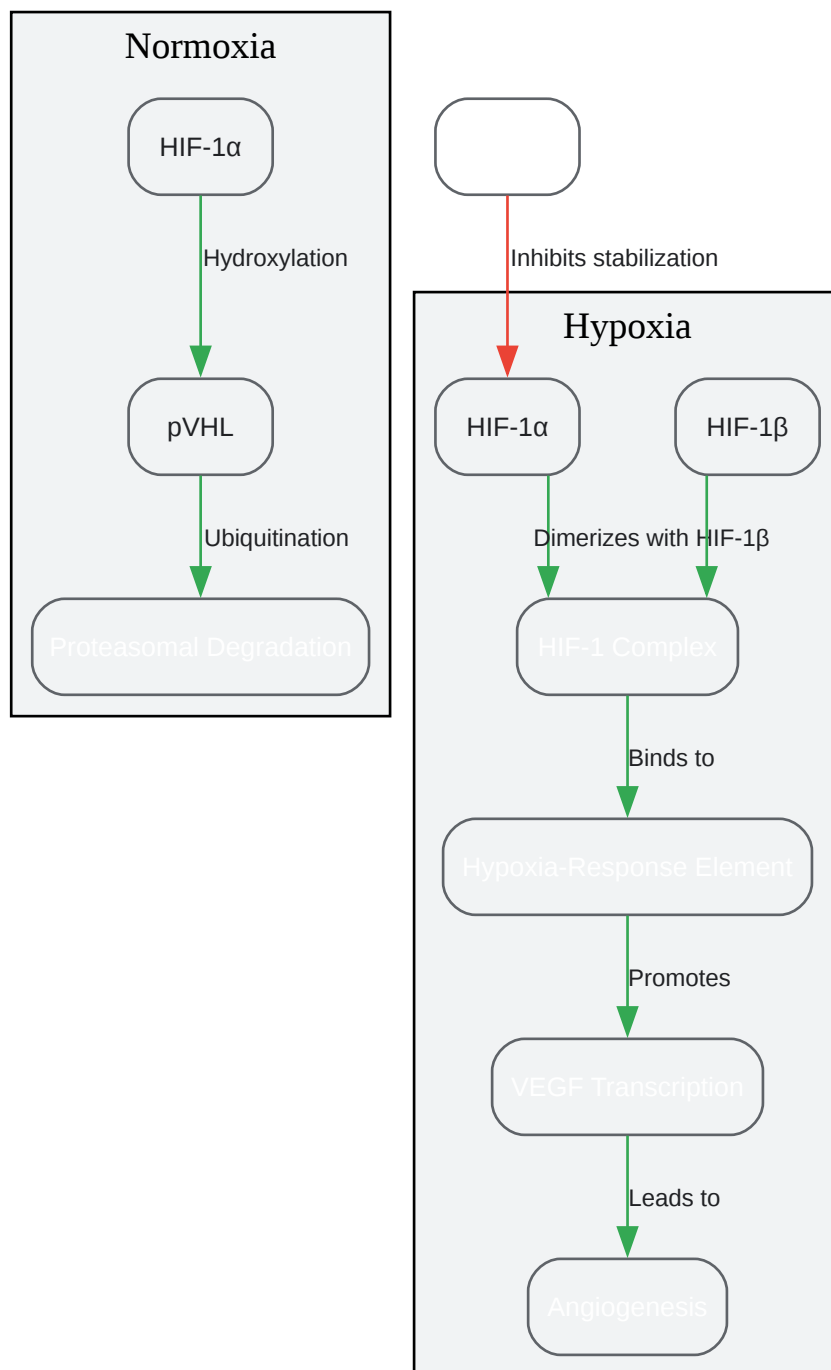 Normoxia
HIF-1α
Hydroxylation
pVHL
Ubiquitination
Proteasomal Degradation
Inhibits stabilization
Hypoxia
HIF-1α
HIF-1β
Dimerizes with HIF-1β
HIF-1 Complex
Binds to
Hypoxia-Response Element
Promotes
VEGF Transcription
Leads to
Angiogenesis